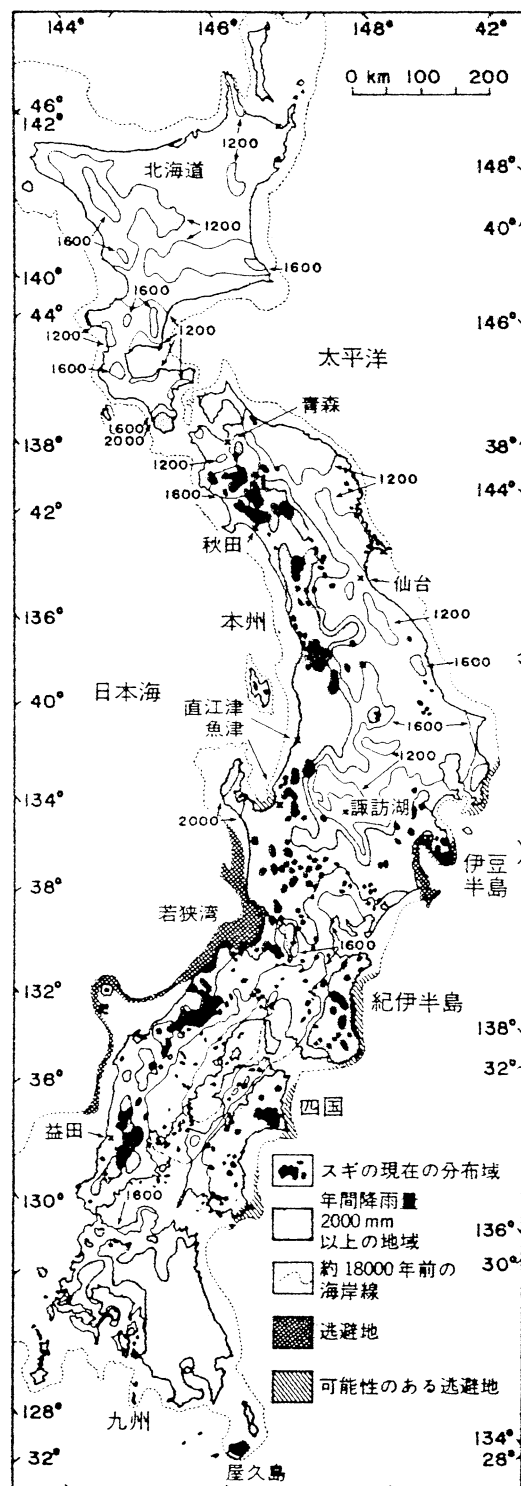 144° 146° 148° 42°
0 km 100 200
46°
142°
1200
北海道
148°
1200
40°
1600
1600
140°
1600
44°
146°
1200
1200
太平洋
1600
青森
1600
2000
138°
38°
1200
1200
144°
1600
42°
秋田
仙台
136°
本州
1200
1600
日本海
40°
直江津
魚津
1600
1200
134°
諏訪湖
2000
伊豆
半島
38°
若狭湾
1600
132°
紀伊半島
138°
32°
36°
四国
益田
スギの現在の分布域
130°
1600
年間降雨量
2000 mm
以上の地域
136°
30°
約18000年前の
海岸線
逃避地
可能性のある逃避地
128°
九州
134°
32°
28°
屋久島